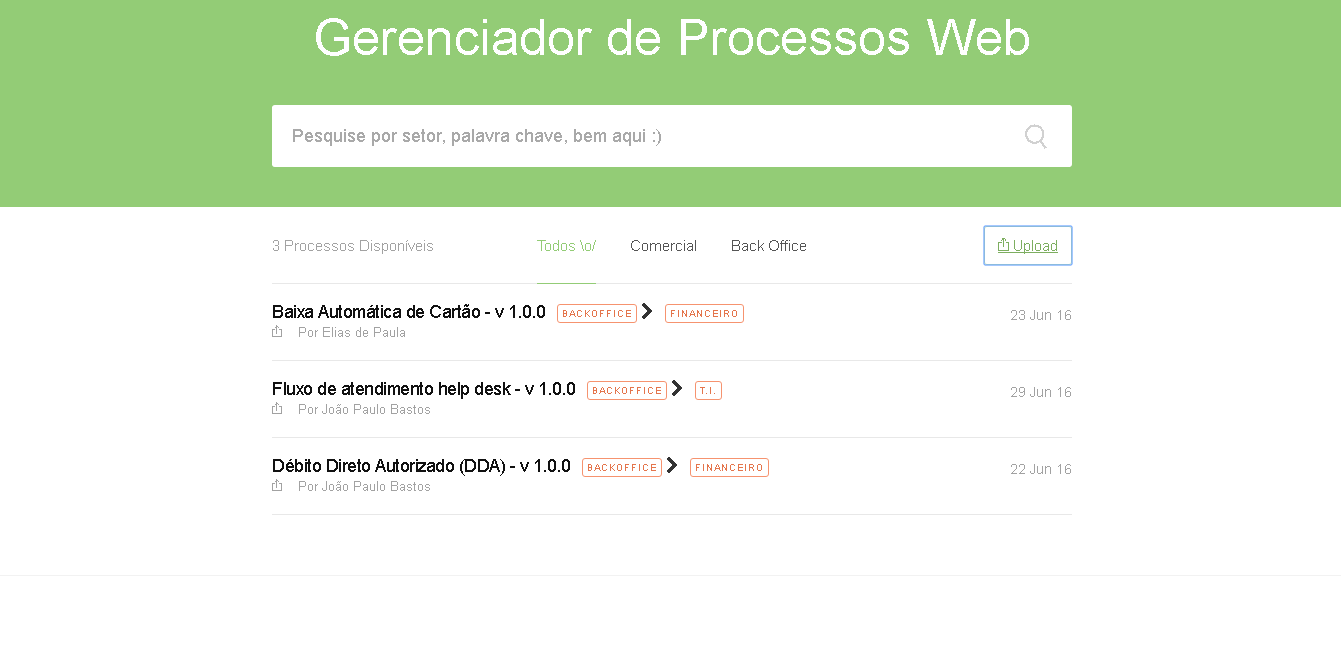 Gerenciador de Processos Web
Pesquise por setor, palavra chave, bem aqui :)
3 Processos Disponíveis Todos \o/ Comercial Back Office Upload
Baixa Automática de Cartão - v 1.0.0 BACKOFFICE FINANCEIRO 23 Jun 16
Por Elias de Paula
Fluxo de atendimento help desk - v 1.0.0 BACKOFFICE T.I. 29 Jun 16
Por João Paulo Bastos
Débito Direto Autorizado (DDA) - v 1.0.0 BACKOFFICE FINANCEIRO 22 Jun 16
Por João Paulo Bastos